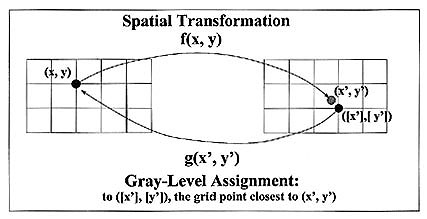 Spatial Transformation
f(x, y)
(x, y)
(x’, y’)
([x’],[ y’])
g(x’, y’)
Gray-Level Assignment:
to ([x’], [y’]), the grid point closest to (x’, y’)